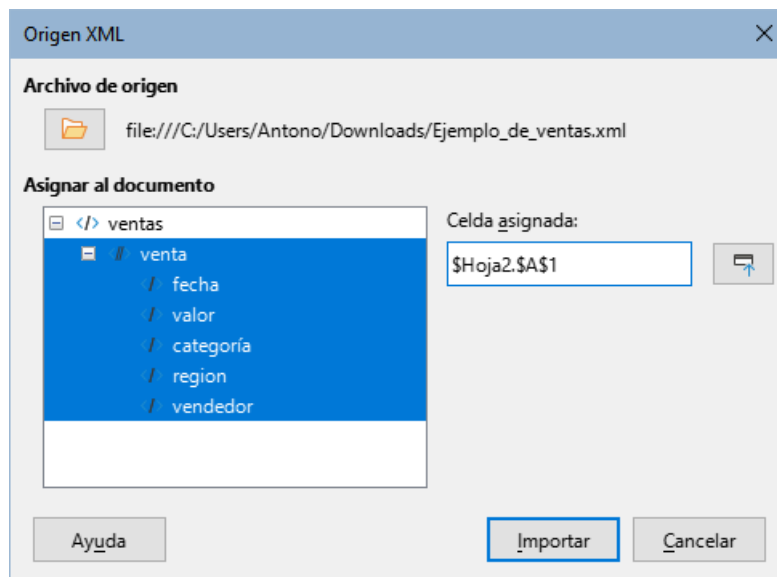 Origen XML
Archivo de origen
file:///C:/Users/Antono/Downloads/Ejemplo_de_ventas.xml
Asignar al documento
ventas
venta
fecha
valor
categoría
region
vendedor
Celda asignada:
$Hoja2.$A$1
Ayuda
Importar
Cancelar